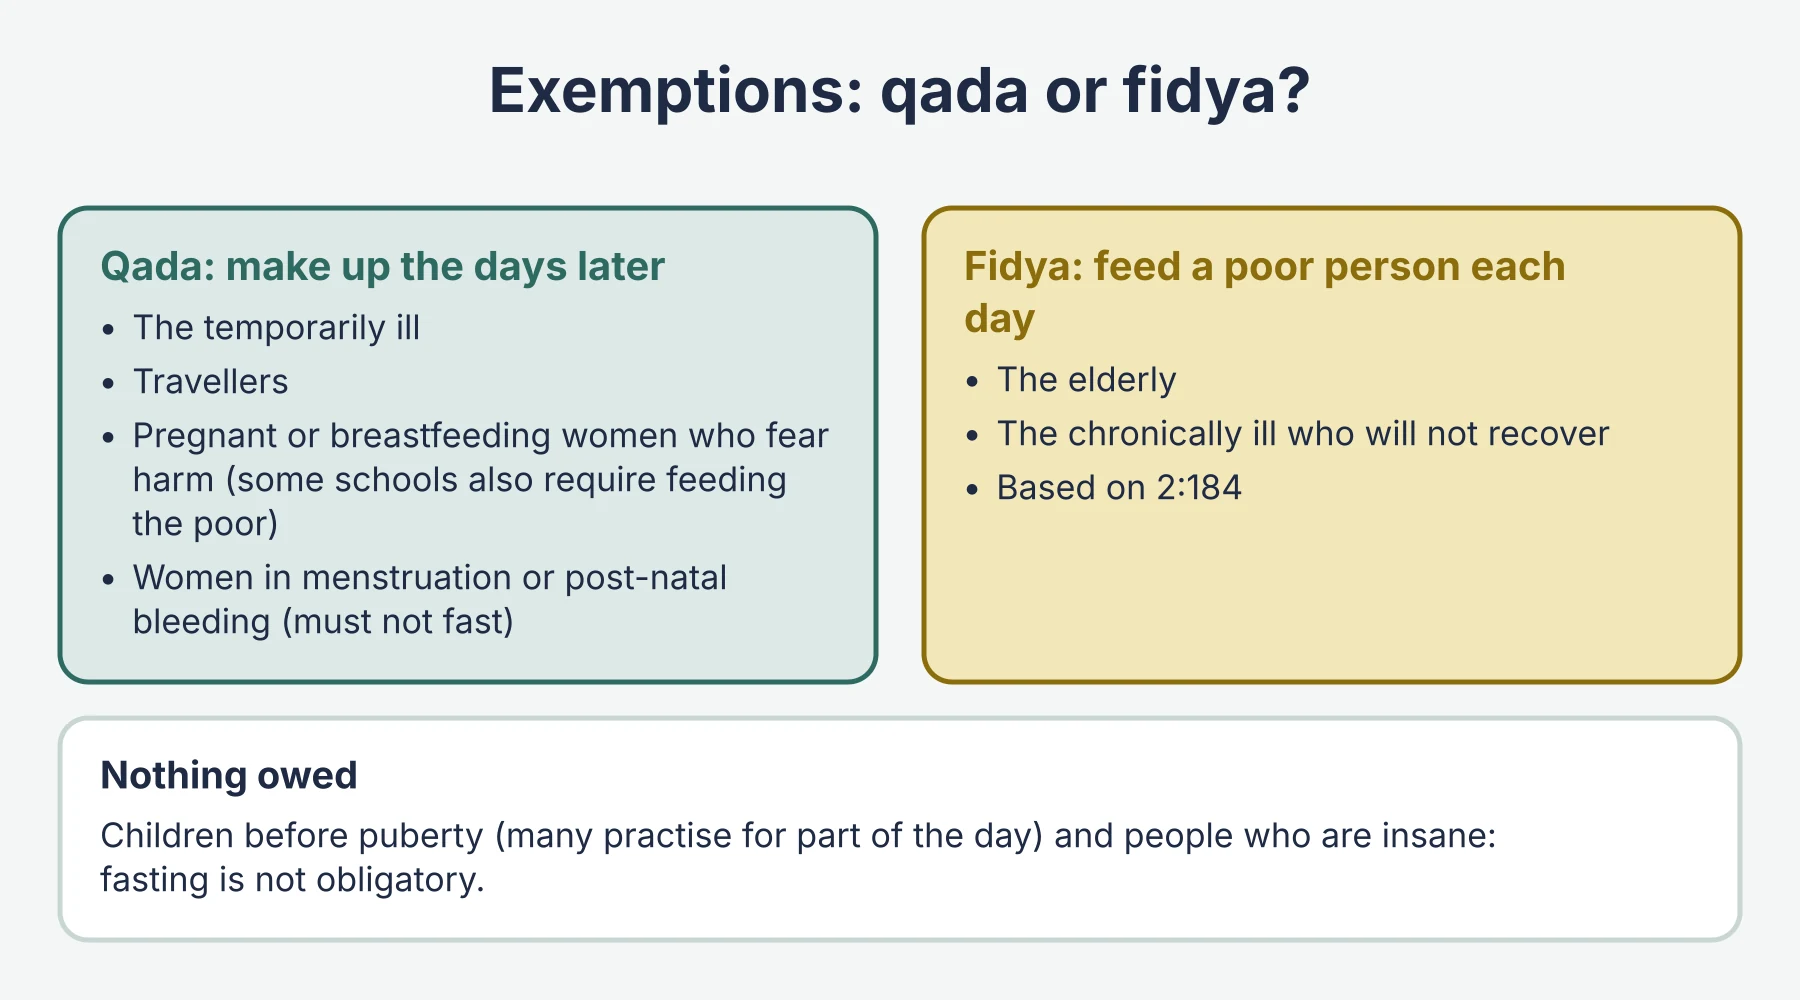 Exemptions: qada or fidya?
Qada: make up the days later
• The temporarily ill
• Travellers
• Pregnant or breastfeeding women who fear
harm (some schools also require feeding
the poor)
• Women in menstruation or post-natal
bleeding (must not fast)
Fidya: feed a poor person each
day
• The elderly
• The chronically ill who will not recover
• Based on 2:184
Nothing owed
Children before puberty (many practise for part of the day) and people who are insane:
fasting is not obligatory.